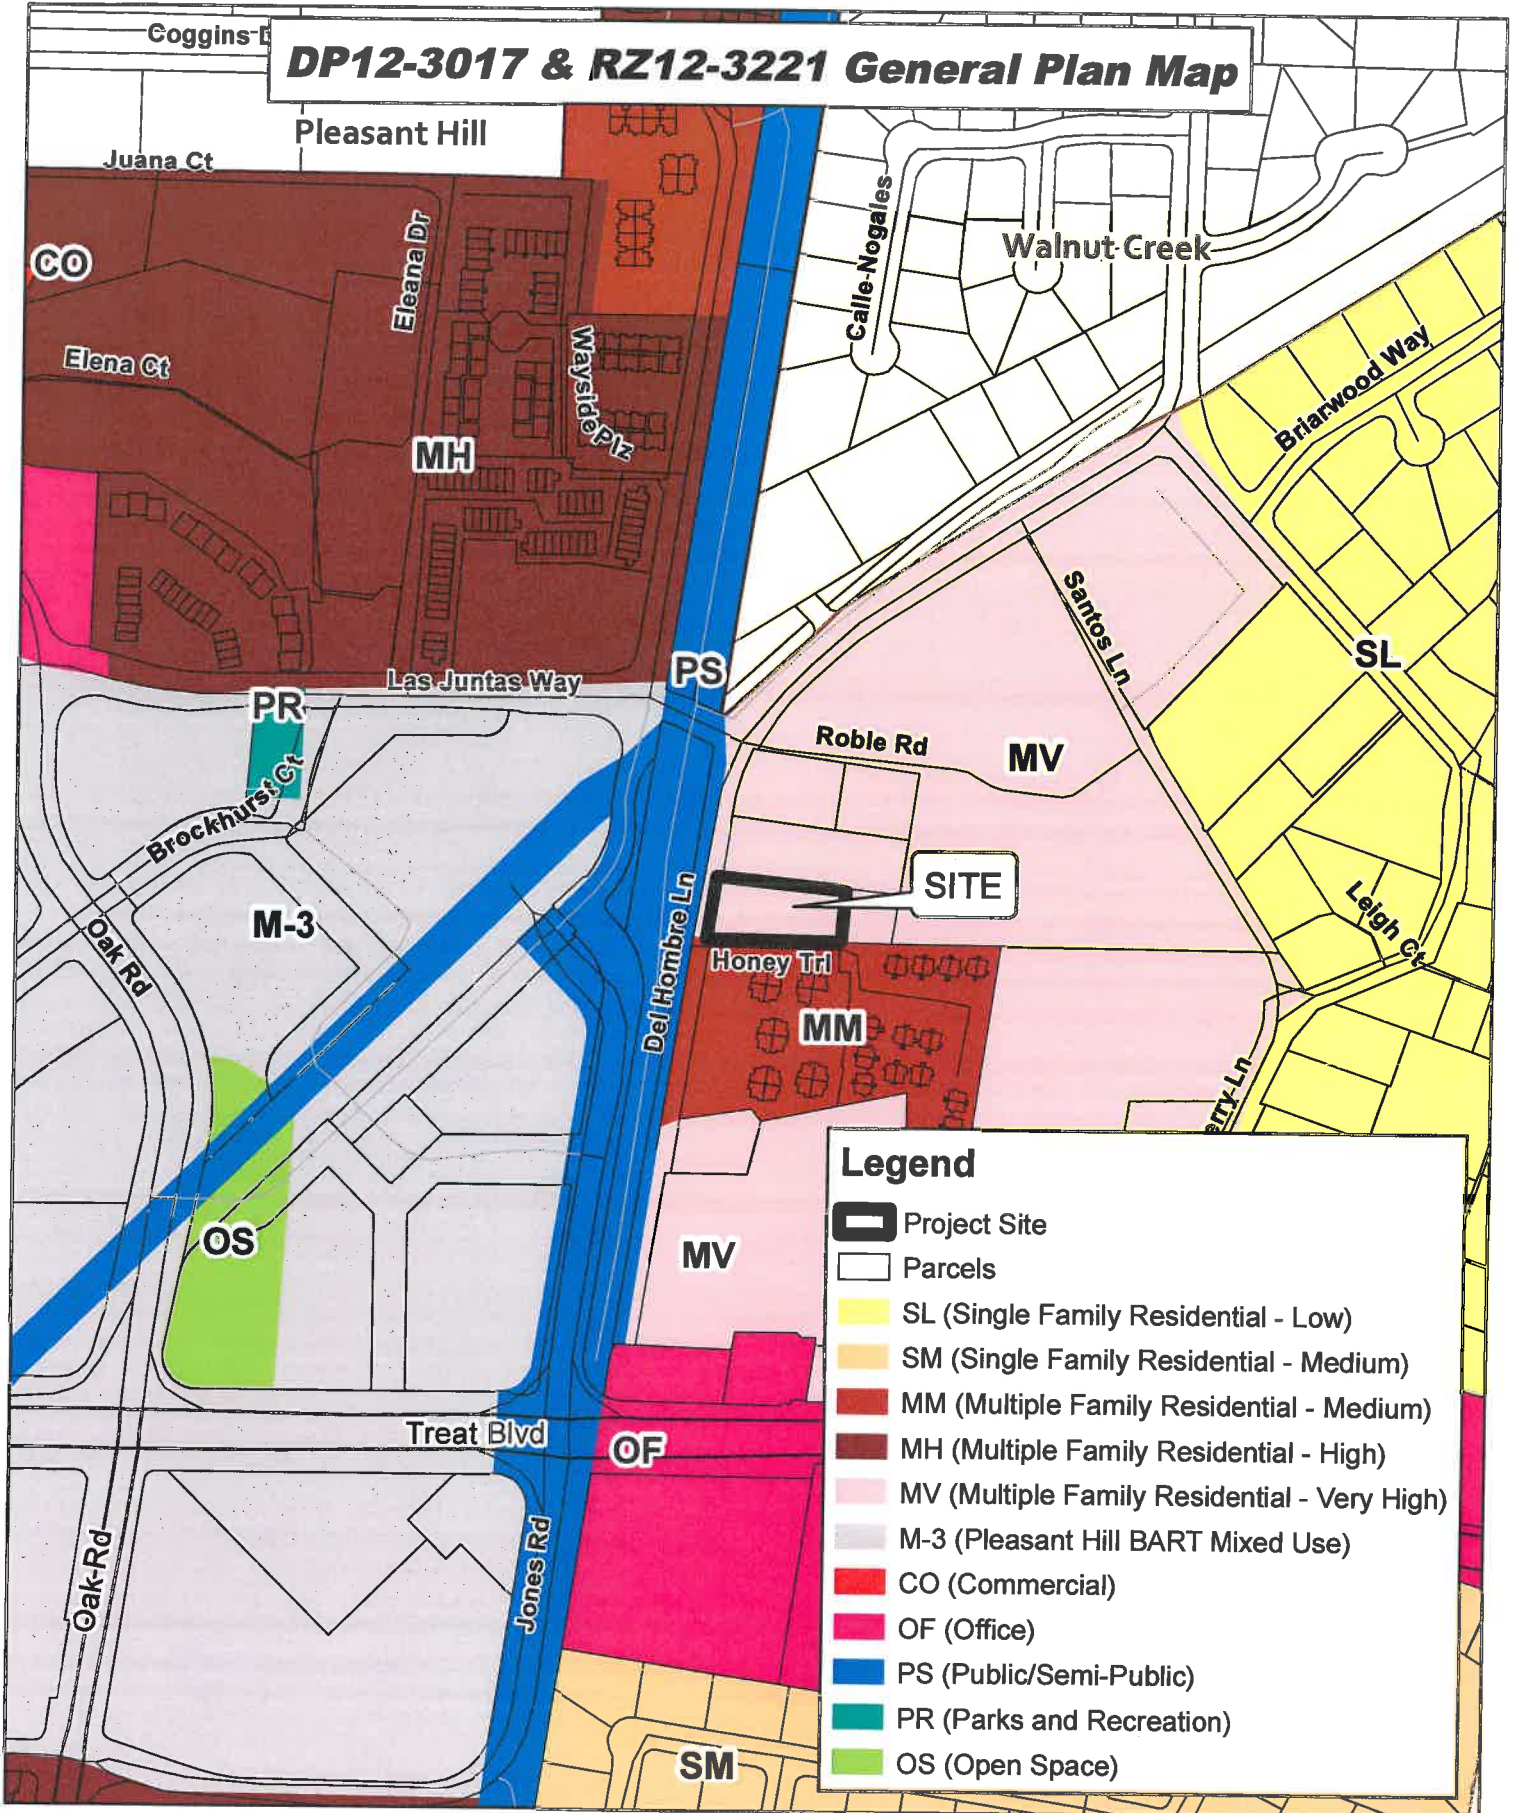 Coggins D
DP12-3017 & RZ12-3221 General Plan Map
Pleasant Hill
Juana Ct
Calle-Nogales
Walnut Creek
CO
Eleana Dr
Elena Ct
Wayside Plz
Briarwood Way
MH
Santos Ln
SL
PS
Las Juntas Way
PR
Roble Rd
MV
Brockhurst Ct
SITE
Leigh Ct
M-3
Oak Rd
Del Hombre Ln
Honey Trl
MM
erry Ln
OS
MV
Treat Blvd
OF
Oak Rd
Jones Rd
SM
Legend
Project Site
Parcels
SL (Single Family Residential - Low)
SM (Single Family Residential - Medium)
MM (Multiple Family Residential - Medium)
MH (Multiple Family Residential - High)
MV (Multiple Family Residential - Very High)
M-3 (Pleasant Hill BART Mixed Use)
CO (Commercial)
OF (Office)
PS (Public/Semi-Public)
PR (Parks and Recreation)
OS (Open Space)